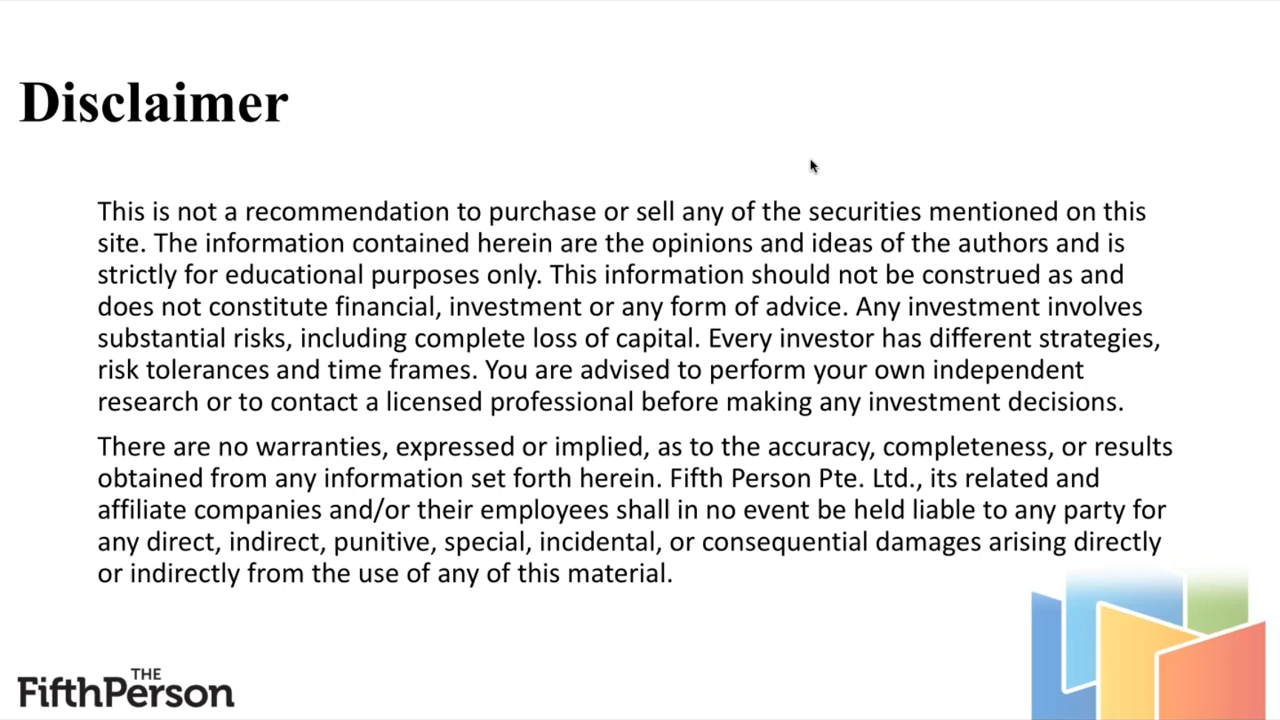 Disclaimer
This is not a recommendation to purchase or sell any of the securities mentioned on this
site. The information contained herein are the opinions and ideas of the authors and is
strictly for educational purposes only. This information should not be construed as and
does not constitute financial, investment or any form of advice. Any investment involves
substantial risks, including complete loss of capital. Every investor has different strategies,
risk tolerances and time frames. You are advised to perform your own independent
research or to contact a licensed professional before making any investment decisions.
There are no warranties, expressed or implied, as to the accuracy, completeness, or results
obtained from any information set forth herein. Fifth Person Pte. Ltd., its related and
affiliate companies and/or their employees shall in no event be held liable to any party for
any direct, indirect, punitive, special, incidental, or consequential damages arising directly
or indirectly from the use of any of this material.
THE
FifthPerson